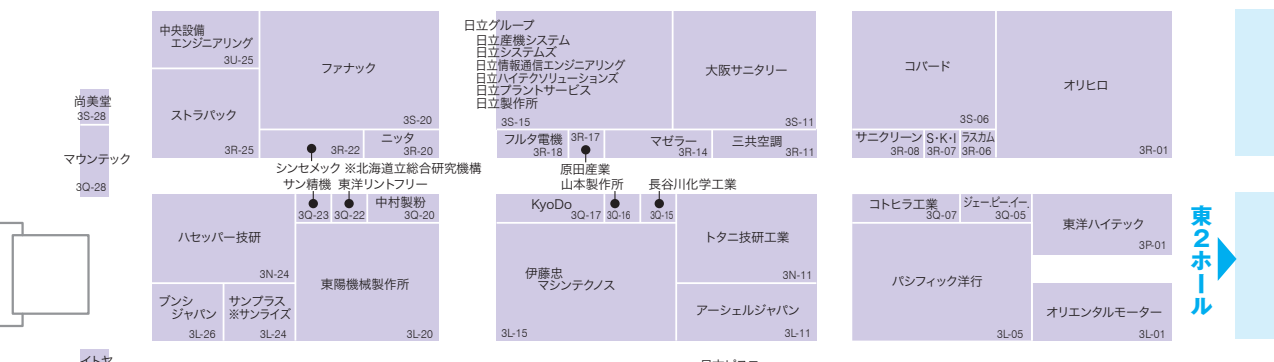 中央設備
エンジニアリング
3U-25
ファナック
3S-20
ストラパック
3R-25
3R-22
ニッタ
3R-20
シンセメック ※北海道立総合研究機構
尚美堂
3S-28
マウンテック
3Q-28
日立グループ
日立産機システム
日立システムズ
日立情報通信エンジニアリング
日立ハイテクソリューションズ
日立プラントサービス
日立製作所
3S-15
大阪サニタリー
3S-11
フルタ電機
3R-18
3R-17
原田産業
マゼラー
3R-14
三共空調
3R-11
コバード
3S-06
オリヒロ
3R-01
サニクリーン
3R-08
S・K・I
3R-07
ラスカム
3R-06
サン精機
3Q-23
東洋リントフリー
3Q-22
中村製粉
3Q-20
ハセッパー技研
3N-24
東陽機械製作所
3L-20
ブンシ
ジャパン
3L-26
サンプラス
※サンライズ
3L-24
KyoDo
3Q-17
山本製作所
3Q-16
長谷川化学工業
3Q-15
トタニ技研工業
3N-11
伊藤忠
マシンテクノス
3L-15
アーシェルジャパン
3L-11
コトヒラ工業
3Q-07
ジェー.ピー.イー.
3Q-05
東洋ハイテック
3P-01
パシフィック洋行
3L-05
オリエンタルモーター
3L-01
東2ホール
イトヤ